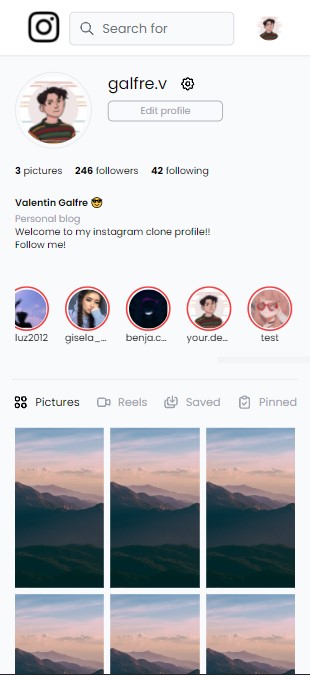 Search for
galfre.v
Edit profile
3 pictures 246 followers 42 following
Valentin Galfre 😎
Personal blog
Welcome to my instagram clone profile!!
Follow me!
luz2012 gisela_... benja.c... your.de... test
Pictures Reels Saved Pinned